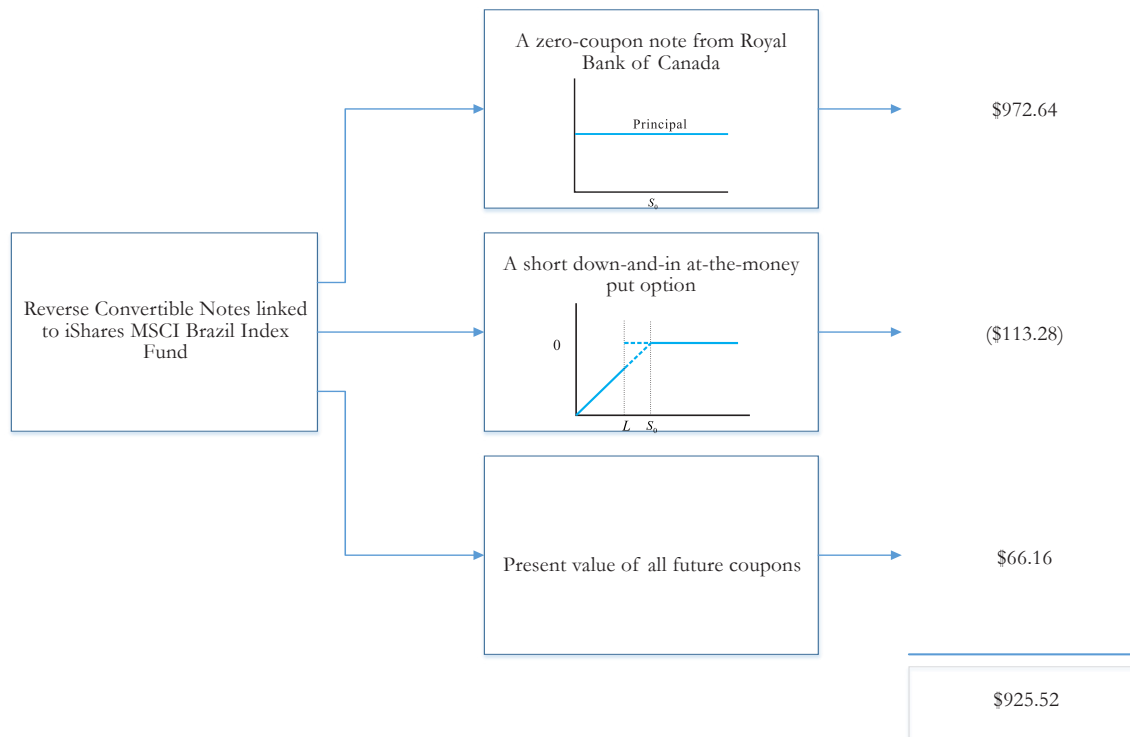 A zero-coupon note from Royal
Bank of Canada
Principal
S₀
$972.64
Reverse Convertible Notes linked
to iShares MSCI Brazil Index
Fund
A short down-and-in at-the-money
put option
0
L S₀
($113.28)
Present value of all future coupons
$66.16
$925.52